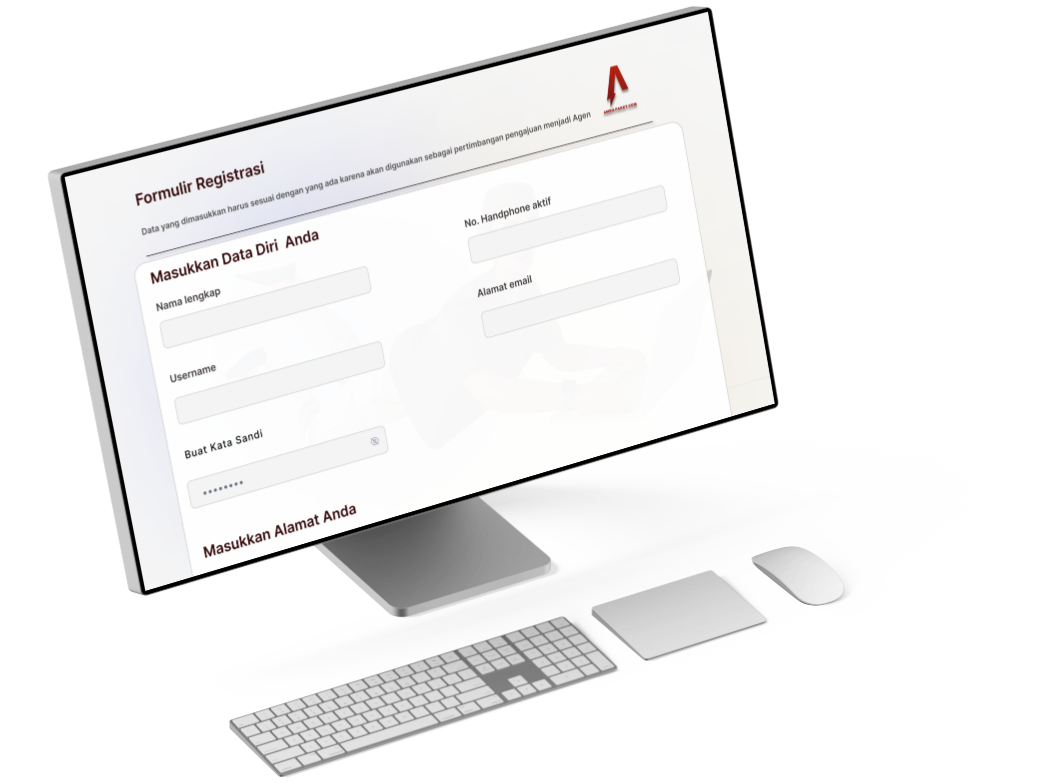 Formulir Registrasi
Data yang dimasukkan harus sesuai dengan yang ada karena akan digunakan sebagai pertimbangan pengajuan menjadi Agen
Masukkan Data Diri Anda
Nama lengkap
Username
Buat Kata Sandi
No. Handphone aktif
Alamat email
Masukkan Alamat Anda